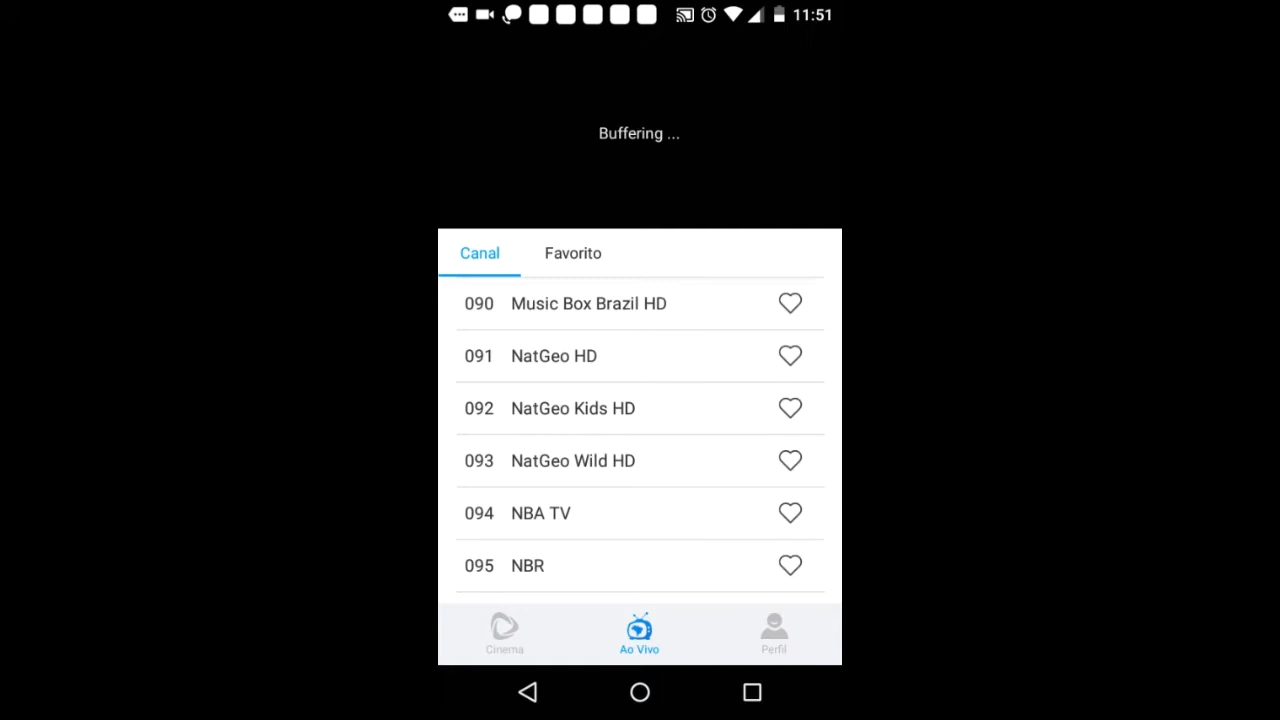 11:51
Buffering ...
Canal Favorito
090 Music Box Brazil HD
091 NatGeo HD
092 NatGeo Kids HD
093 NatGeo Wild HD
094 NBA TV
095 NBR
Cinema Ao Vivo Perfil